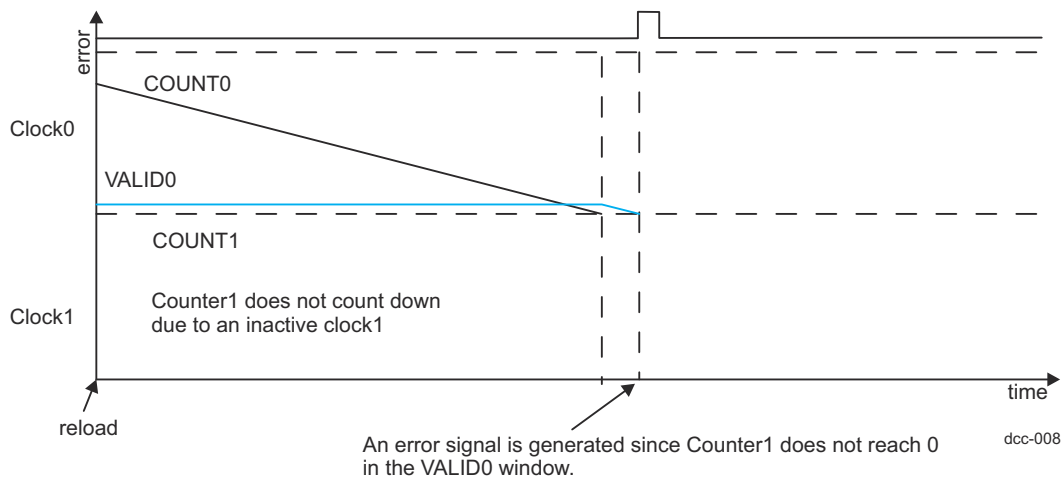 error
COUNT0
Clock0
VALID0
COUNT1
Counter1 does not count down
due to an inactive clock1
Clock1
time
reload
An error signal is generated since Counter1 does not reach 0
in the VALID0 window.
dcc-008